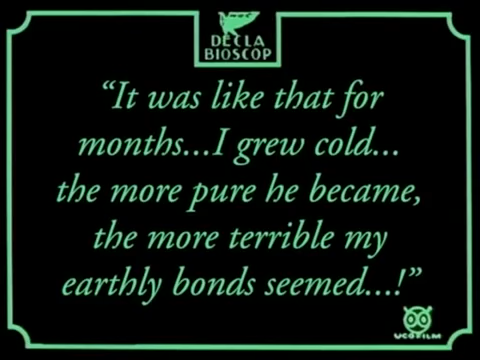 DECLA
BIOSCOP
“It was like that for
months...I grew cold...
the more pure he became,
the more terrible my
earthly bonds seemed...!”
UCOFILM